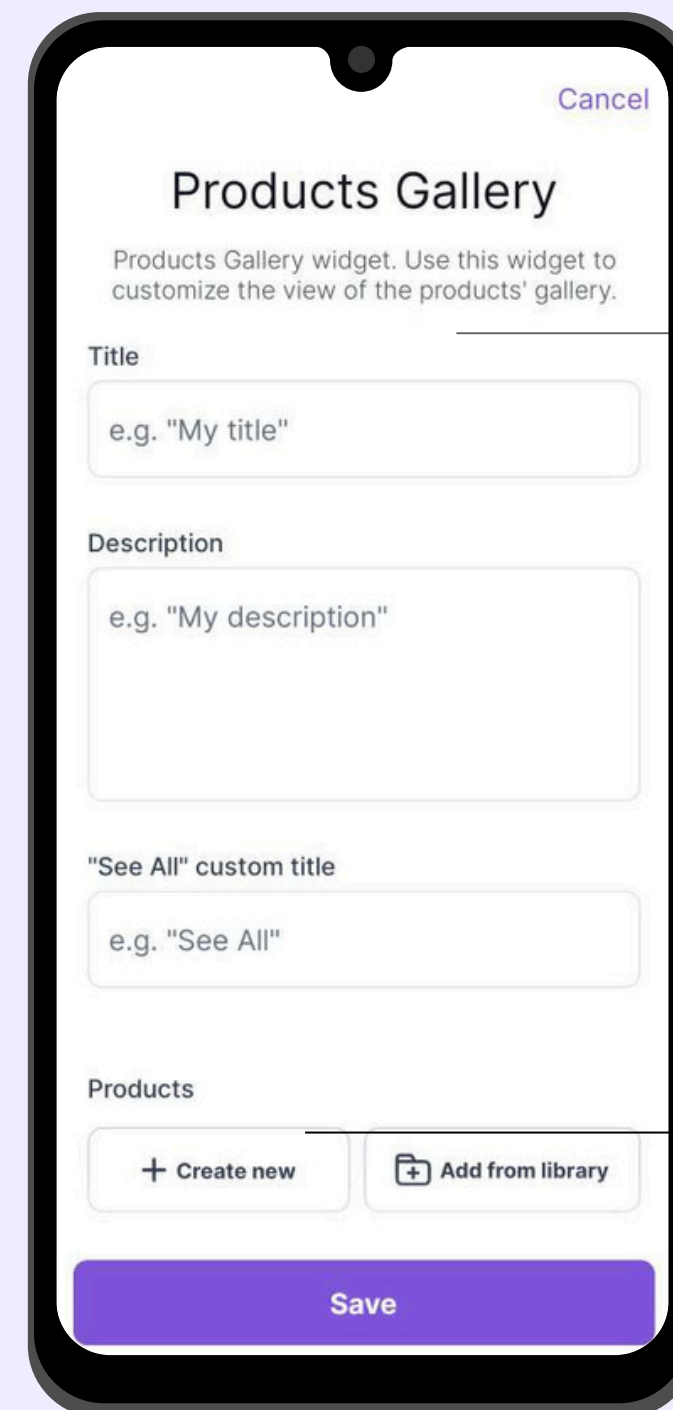 Cancel
Products Gallery
Products Gallery widget. Use this widget to
customize the view of the products' gallery.
Title
e.g. "My title"
Description
e.g. "My description"
"See All" custom title
e.g. "See All"
Products
Create new
Add from library
Save